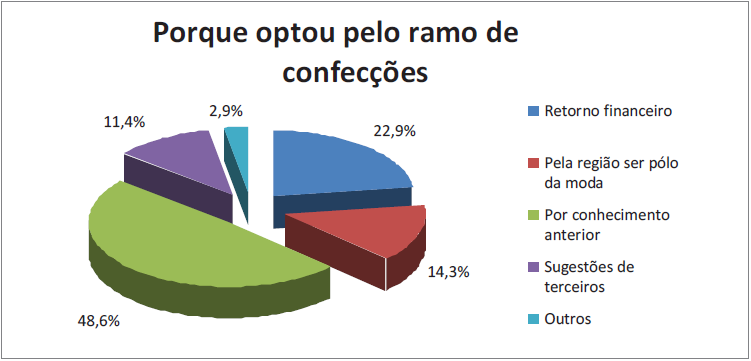 Porque optou pelo ramo de
confecções
2,9%
11,4%
22,9%
14,3%
48,6%
Retorno financeiro
Pela região ser pólo
da moda
Por conhecimento
anterior
Sugestões de
terceiros
Outros